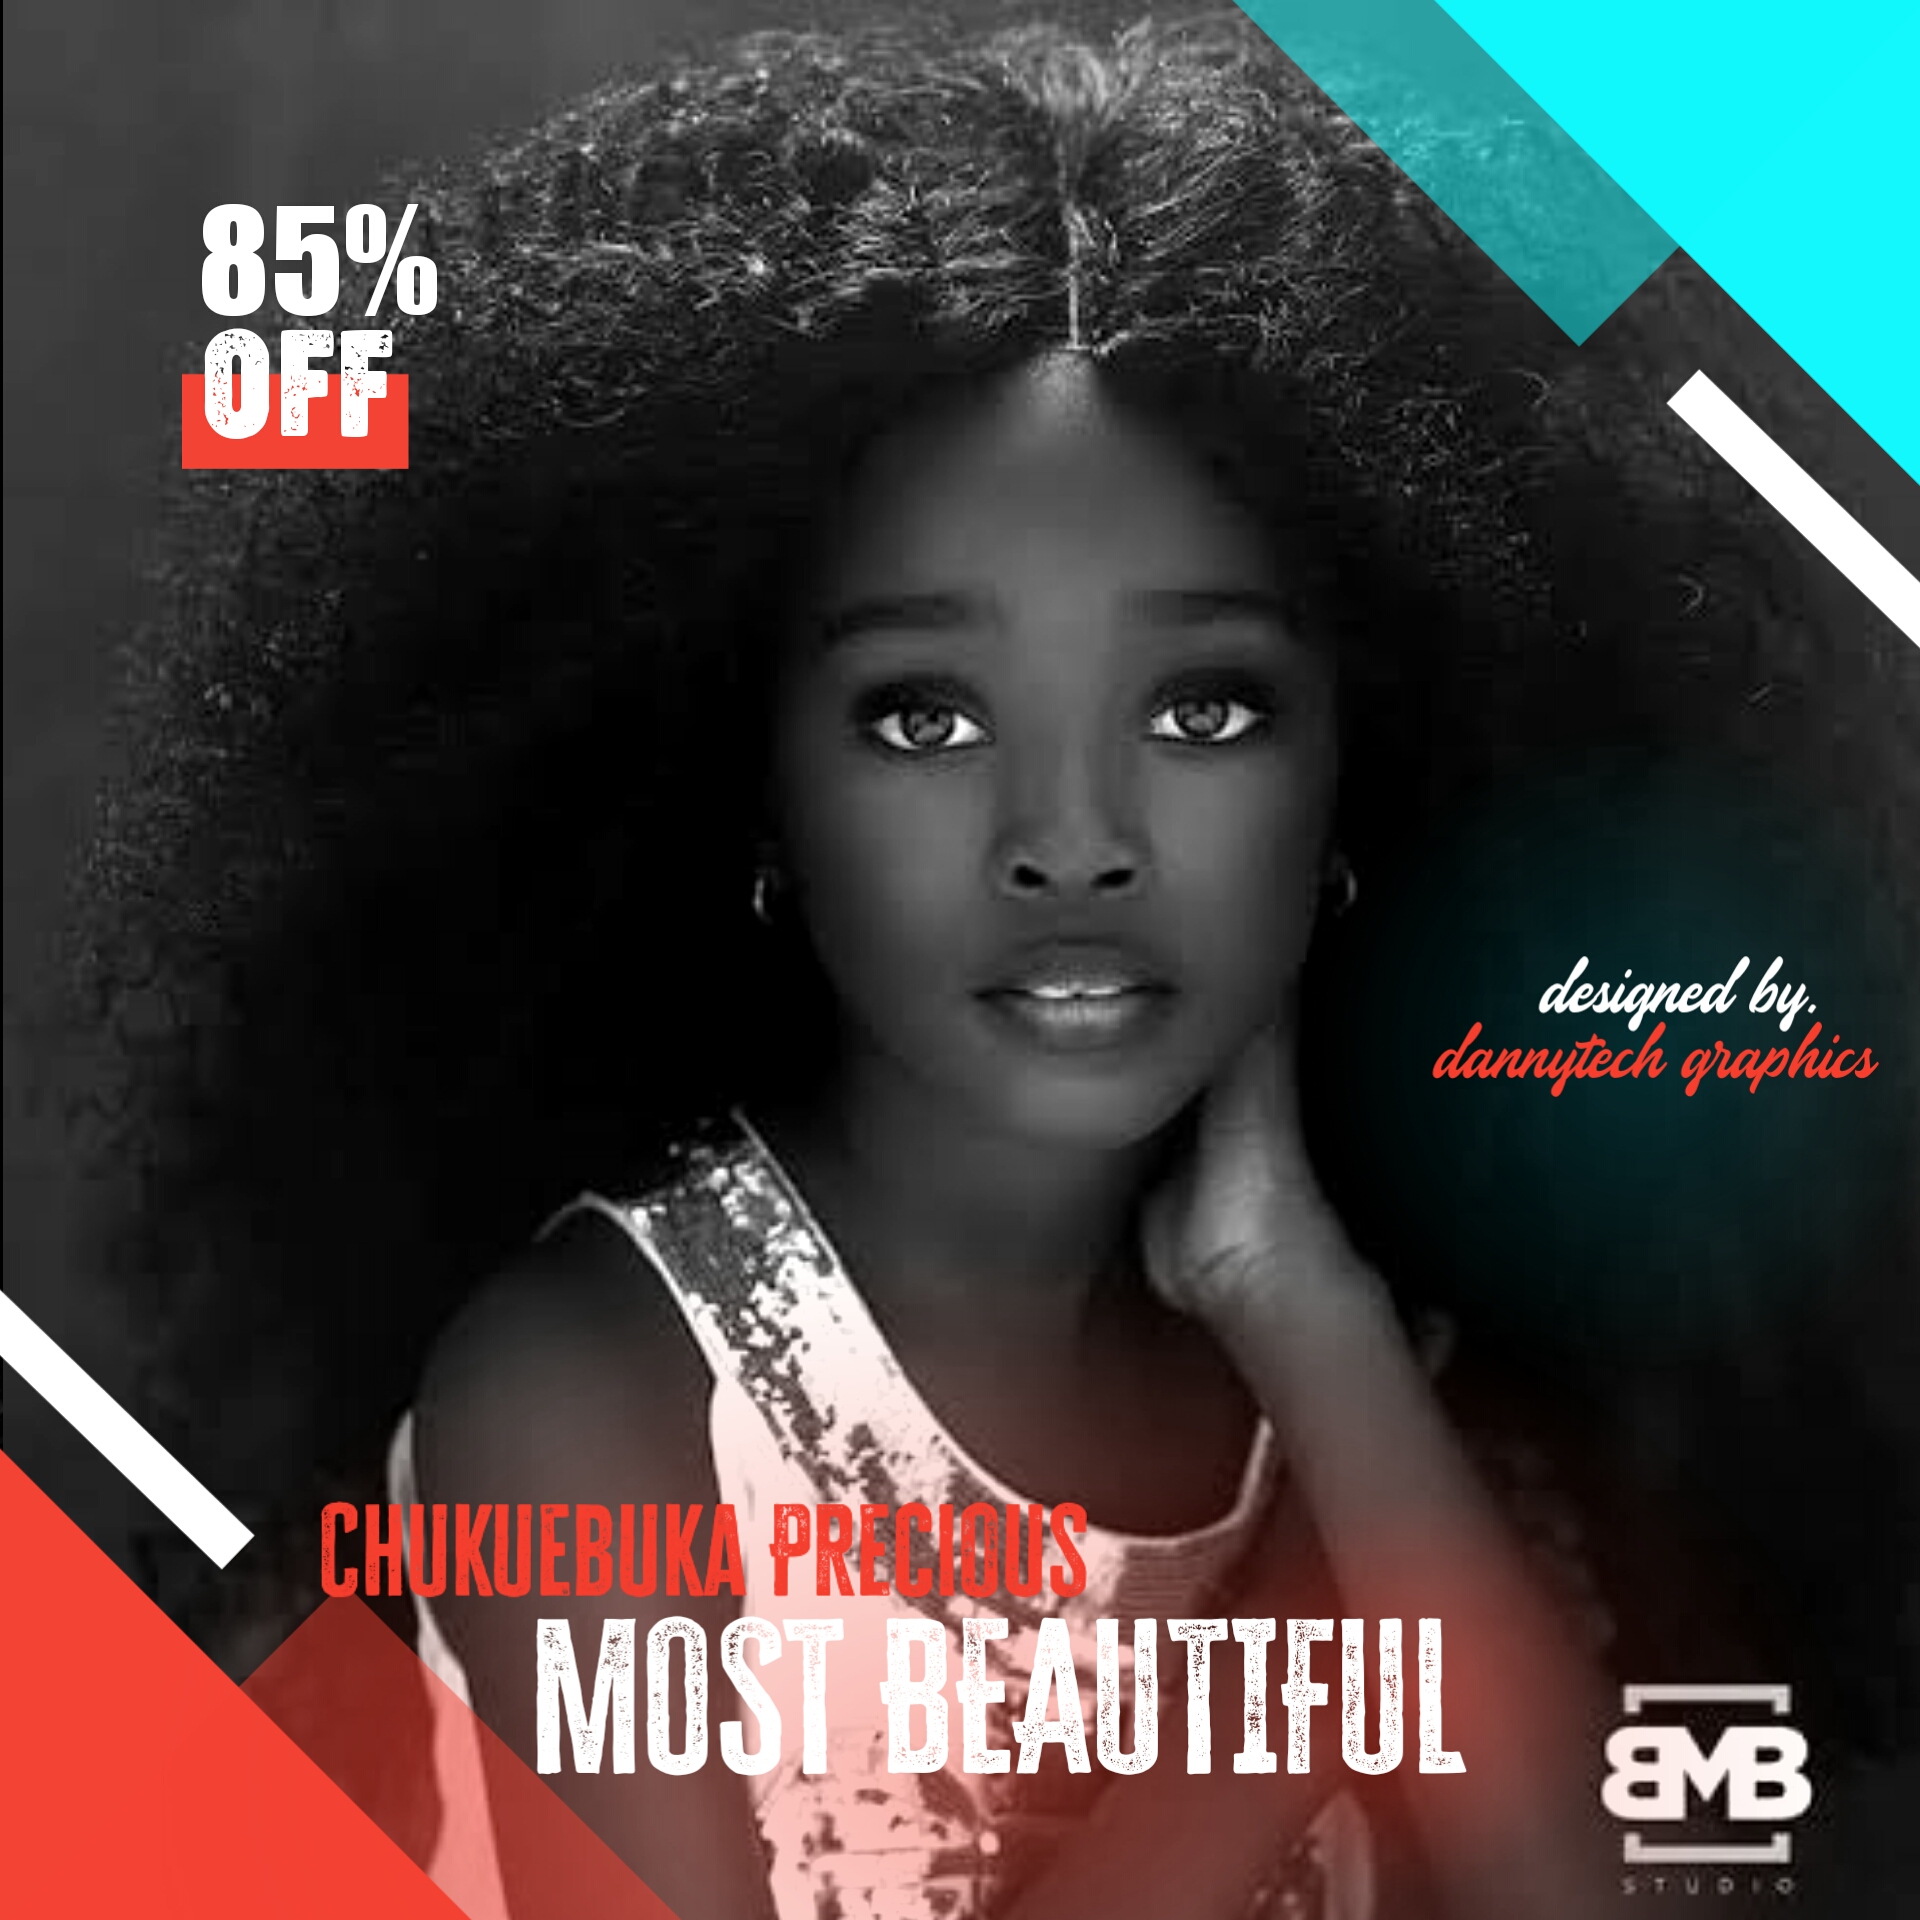 85%
OFF
designed by.
dannytech graphics
CHUKUEBUKA PRECIOUS
MOST BEAUTIFUL
BMB
STUDIO